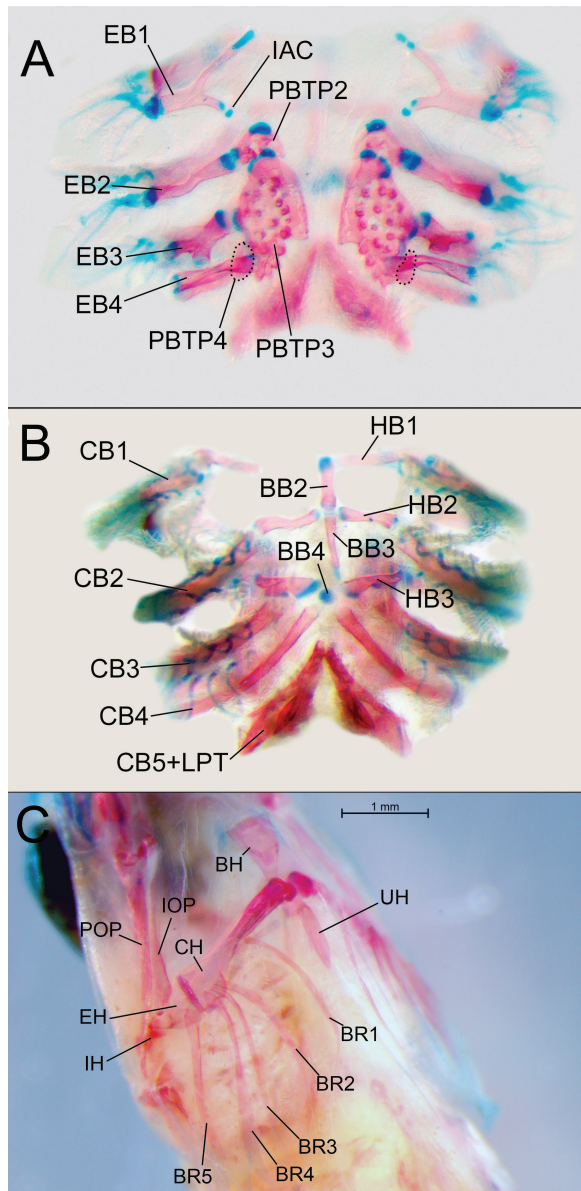 A
EB1
IAC
PBTP2
EB2
EB3
EB4
PBTP4
PBTP3
B
HB1
CB1
BB2
HB2
BB4
BB3
CB2
HB3
CB3
CB4
CB5+LPT
C
1 mm
BH
IOP
UH
POP
CH
EH
IH
BR1
BR2
BR3
BR4
BR5